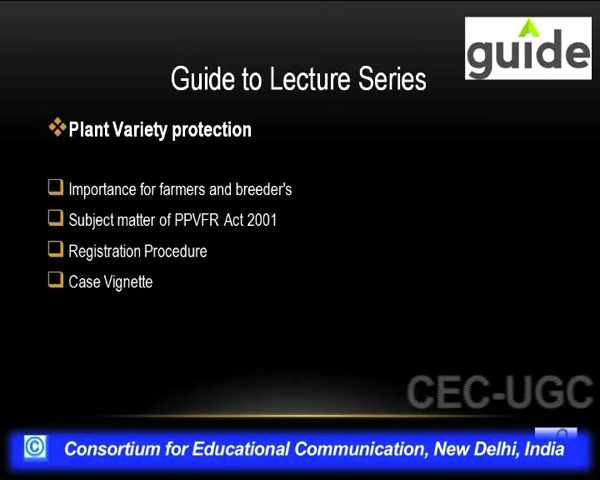 guide
Guide to Lecture Series
Plant Variety protection
Importance for farmers and breeder's
Subject matter of PPVFR Act 2001
Registration Procedure
Case Vignette
CEC-UGC
© Consortium for Educational Communication, New Delhi, India